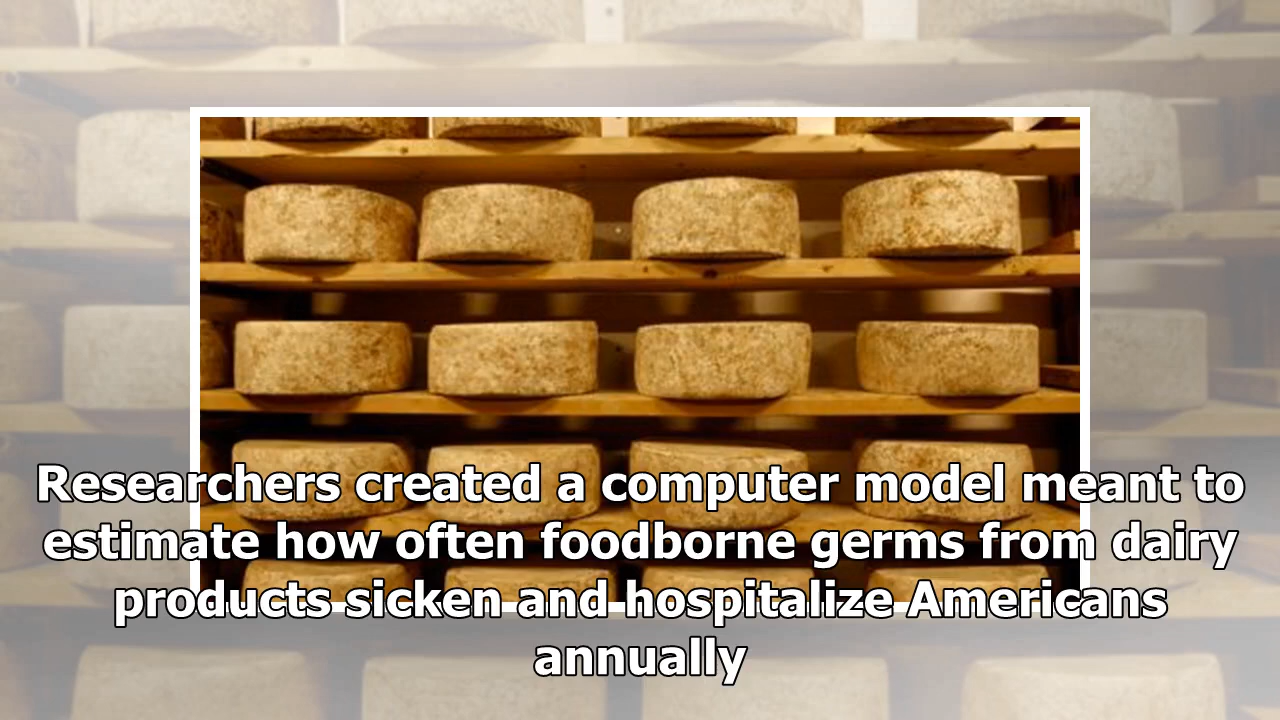 Researchers created a computer model meant to
estimate how often foodborne germs from dairy
products sicken and hospitalize Americans
annually